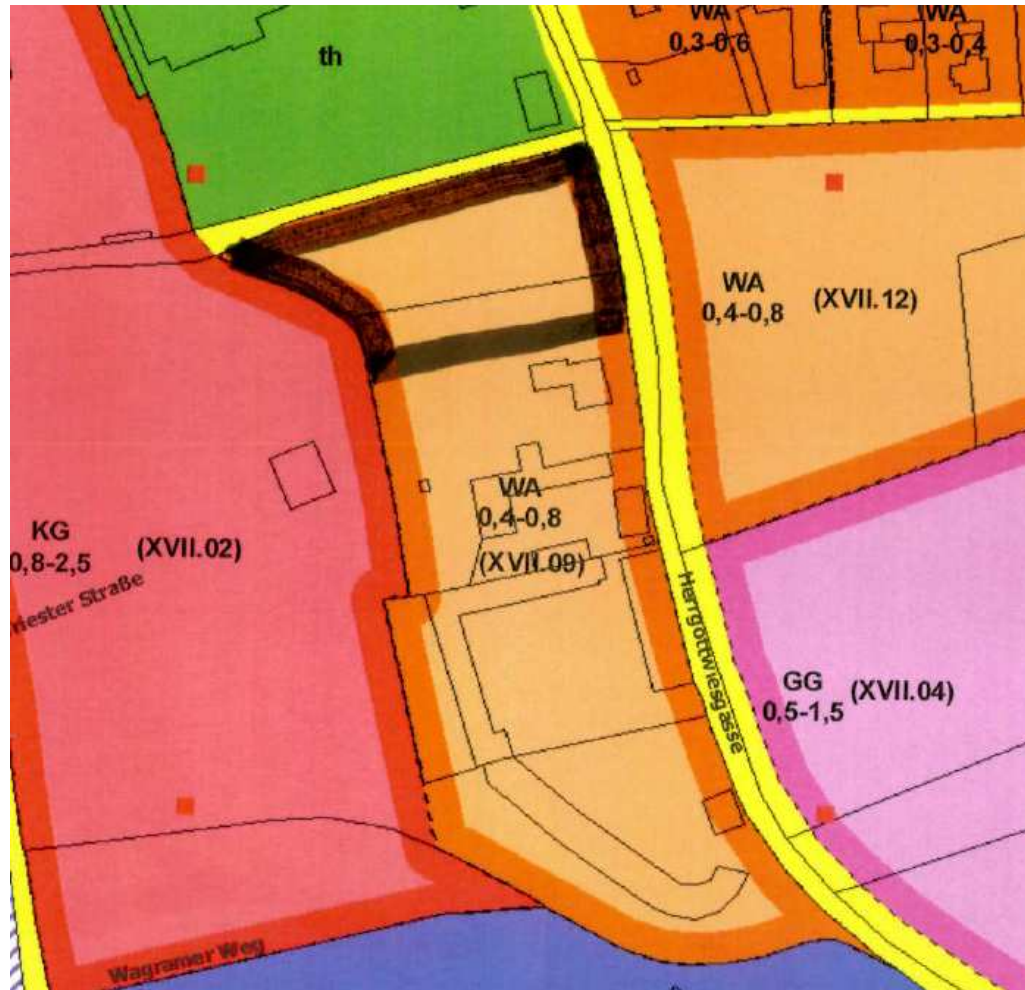 WA
0,3-0,6
WA
0,3-0,4
th
WA
0,4-0,8
(XVII.12)
WA
0,4-0,8
(XVII.09)
KG
0,8-2,5
(XVII.02)
riester Straße
Herrgottwiesgasse
GG
0,5-1,5
(XVII.04)
Wagramer Weg